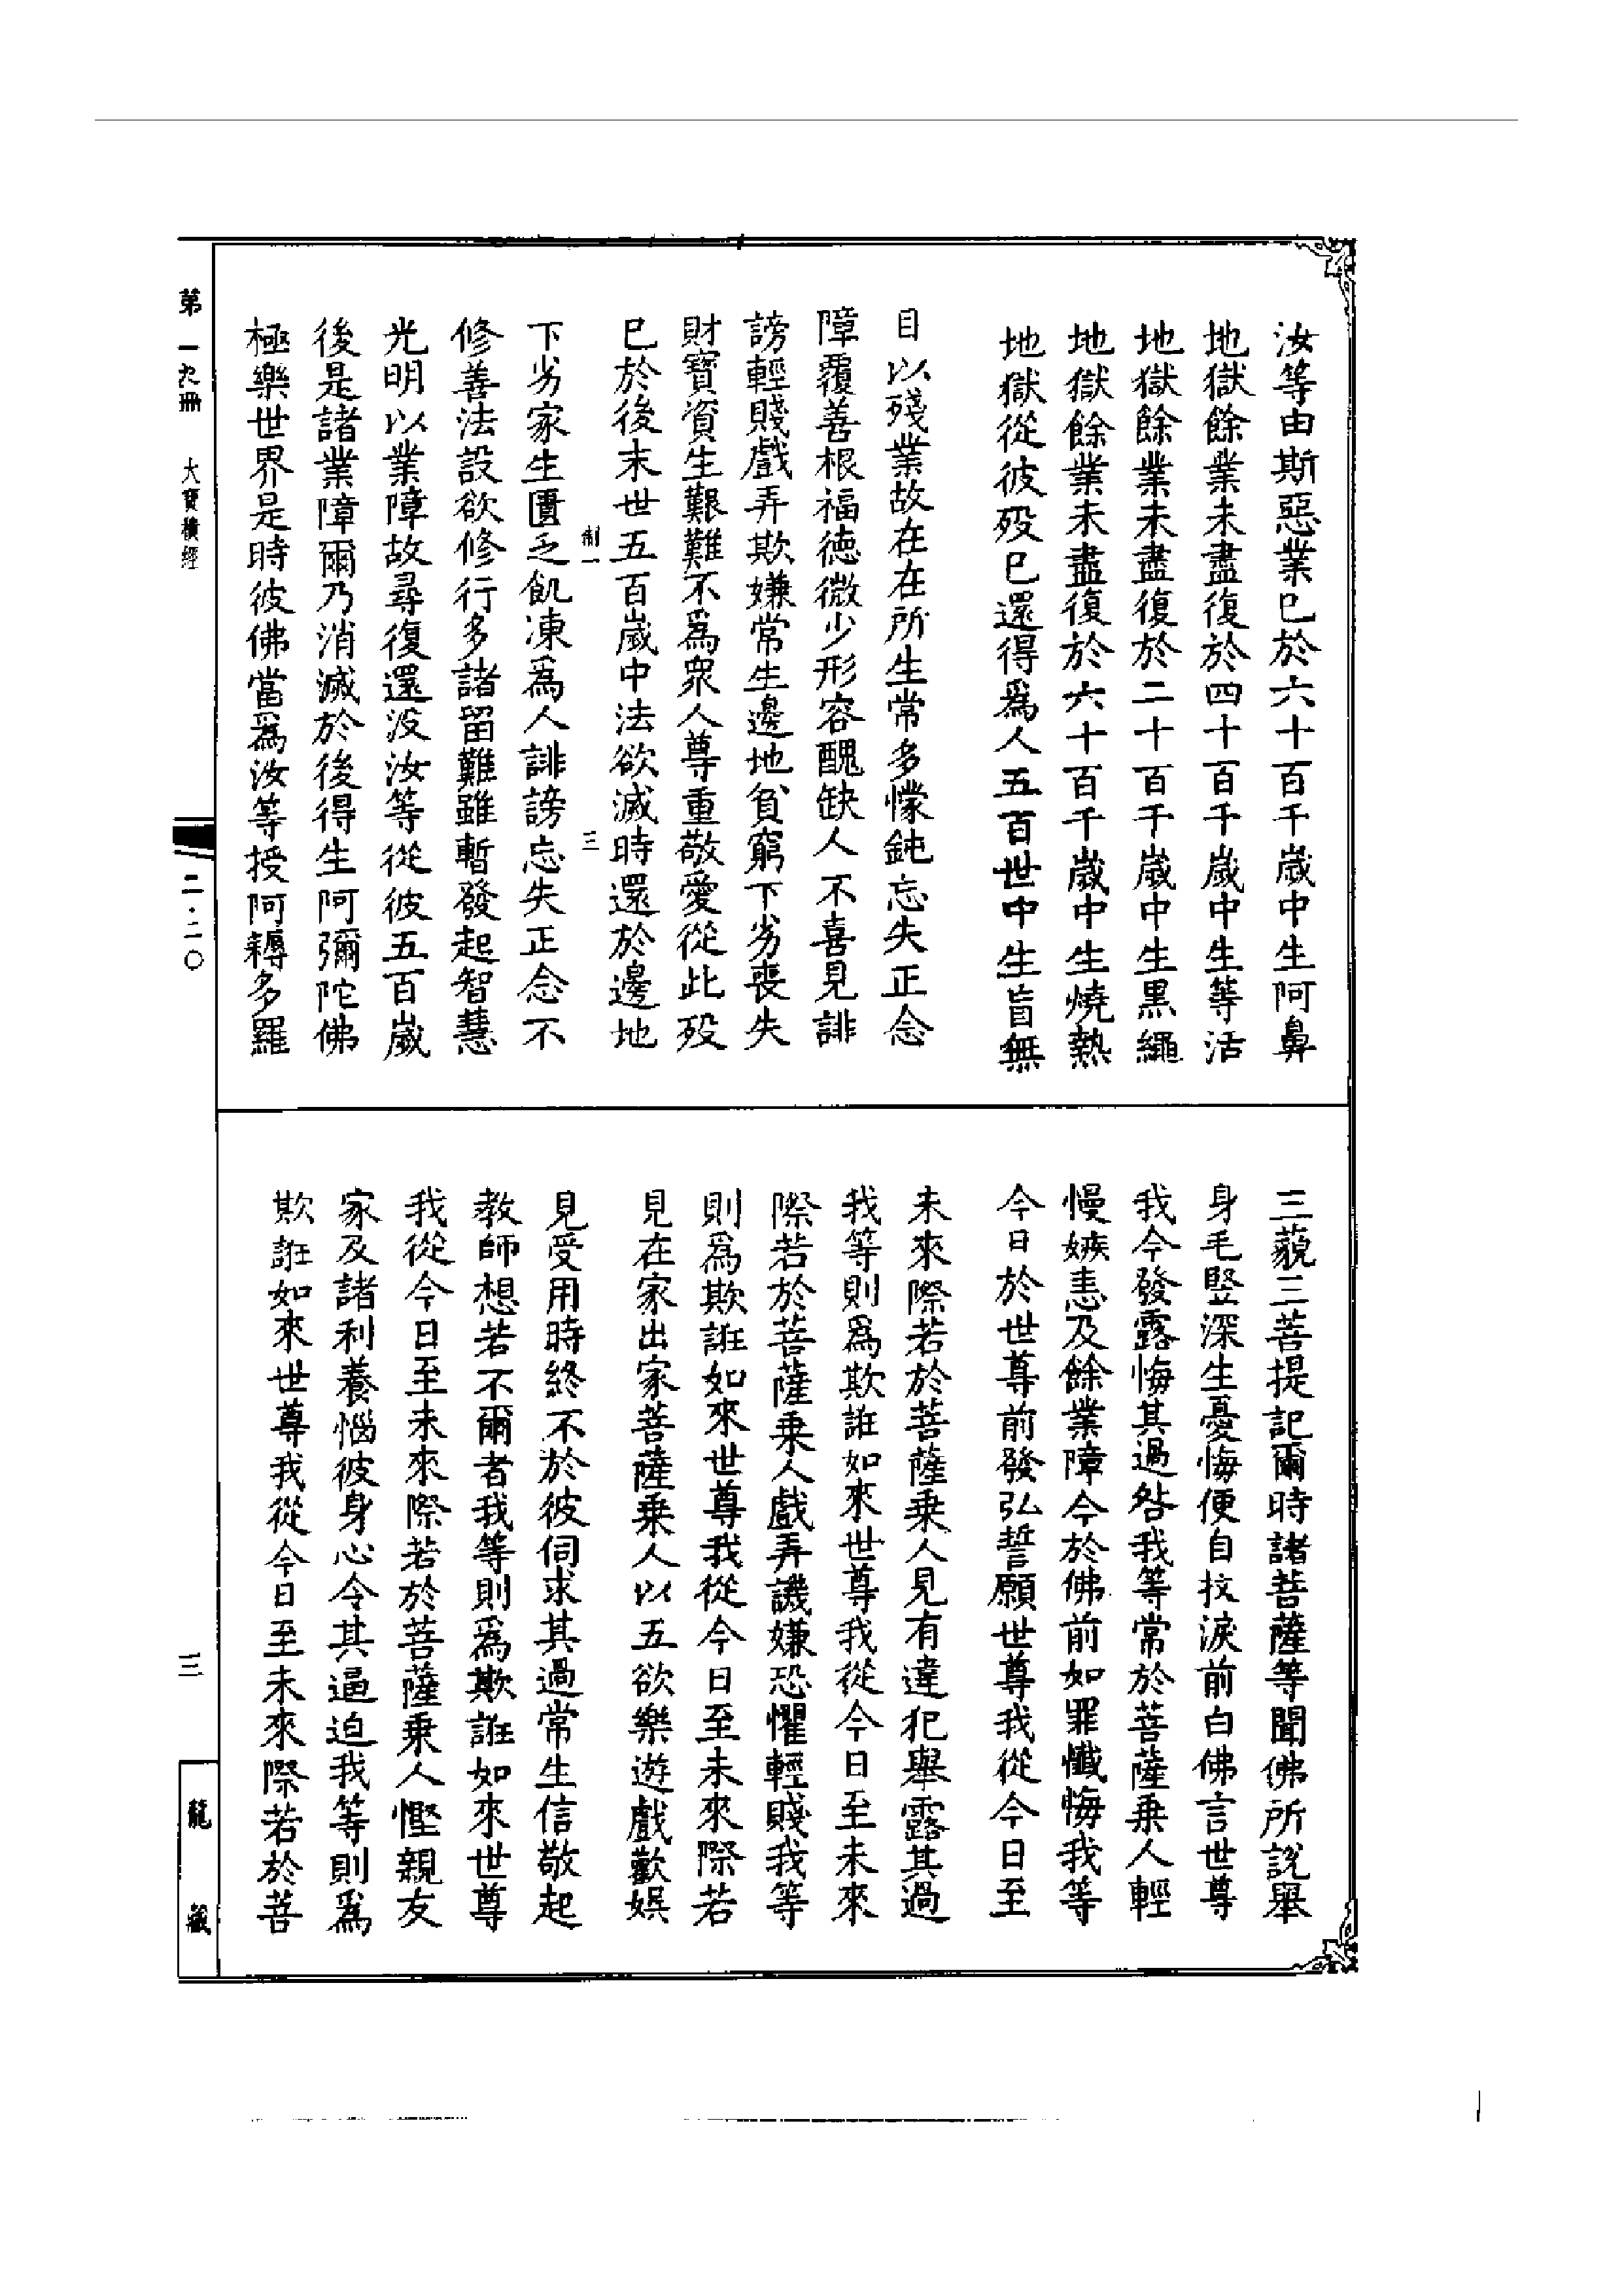 汝等由斯惡業已於六十百千歲中生阿鼻
地獄餘業未盡復於四十百千歲中生等活
地獄餘業未盡復於二十百千歲中生黑繩
地獄餘業未盡復於六十百千歲中生燒熱
地獄從彼歿已還得爲人五百世中生盲無
目以殘業故在在所生常多懞鈍忘失正念
障覆善根福德微少形容醜缺人不喜見誹
謗輕賤戲弄欺嫌常生邊地貧窮下劣喪失
財寶資生艱難不爲衆人尊重敬愛從此歿
已於後末世五百歲中法欲滅時還於邊地
制一
三
下劣家生匱乏飢凍爲人誹謗忘失正念不
修善法設欲修行多諸留難雖暫發起智慧
光明以業障故尋復還沒汝等從彼五百歲
後是諸業障爾乃消滅於後得生阿彌陀佛
極樂世界是時彼佛當爲汝等授阿耨多羅
三藐三菩提記爾時諸菩薩等聞佛所說舉
身毛豎深生憂悔便自抆淚前白佛言世尊
我今發露悔其過咎我等常於菩薩乘人輕
慢嫉恚及餘業障今於佛前如罪懺悔我等
今日於世尊前發弘誓願世尊我從今日至
未來際若於菩薩乘人見有違犯舉露其過
我等則爲欺誑如來世尊我從今日至未來
際若於菩薩乘人戲弄譏嫌恐懼輕賤我等
則爲欺誑如來世尊我從今日至未來際若
見在家出家菩薩乘人以五欲樂遊戲歡娛
見受用時終不於彼伺求其過常生信敬起
教師想若不爾者我等則爲欺誑如來世尊
我從今日至未來際若於菩薩乘人慳親友
家及諸利養惱彼身心令其逼迫我等則爲
欺誑如來世尊我從今日至未來際若於菩
第一九冊 大寶積經
二·二〇
三
龍藏